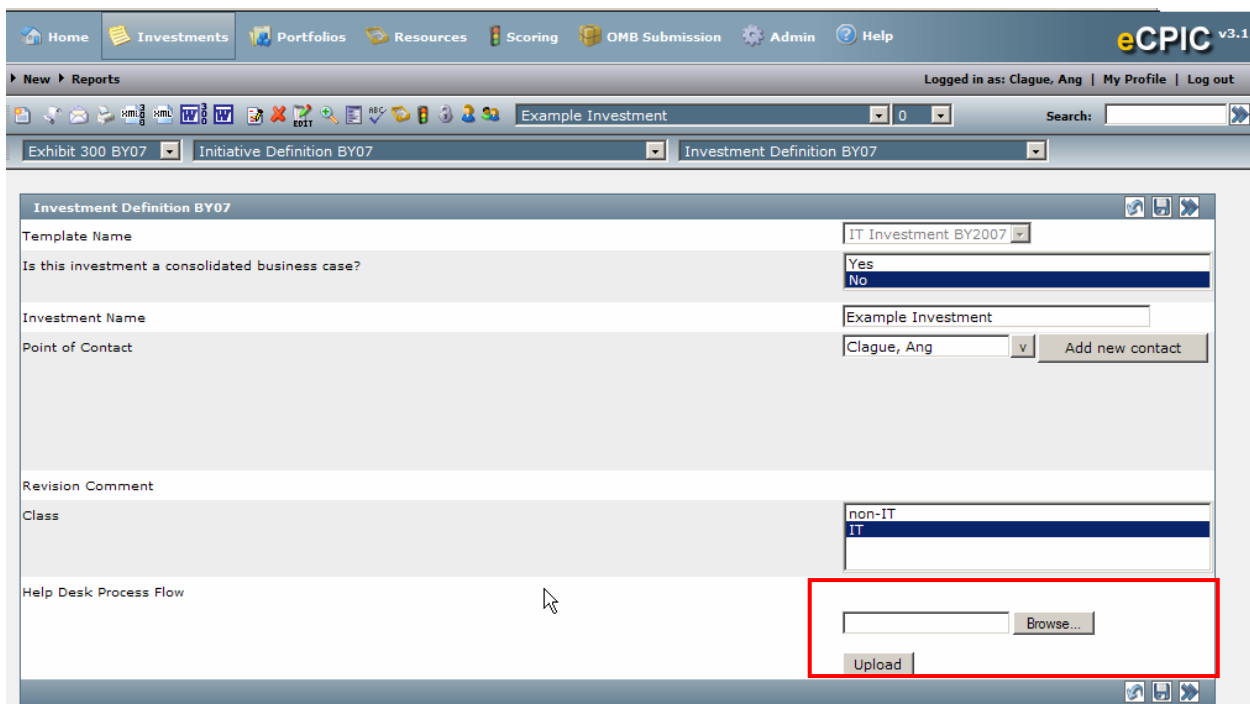 Home Investments Portfolios Resources Scoring OMB Submission Admin Help eCPIC v3.1
New Reports Logged in as: Clague, Ang | My Profile | Log out
Example Investment 0 Search:
Exhibit 300 BY07 Initiative Definition BY07 Investment Definition BY07
Investment Definition BY07
Template Name IT Investment BY2007
Is this investment a consolidated business case? Yes
No
Investment Name Example Investment
Point of Contact Clague, Ang v Add new contact
Revision Comment
Class non-IT
IT
Help Desk Process Flow
Browse...
Upload